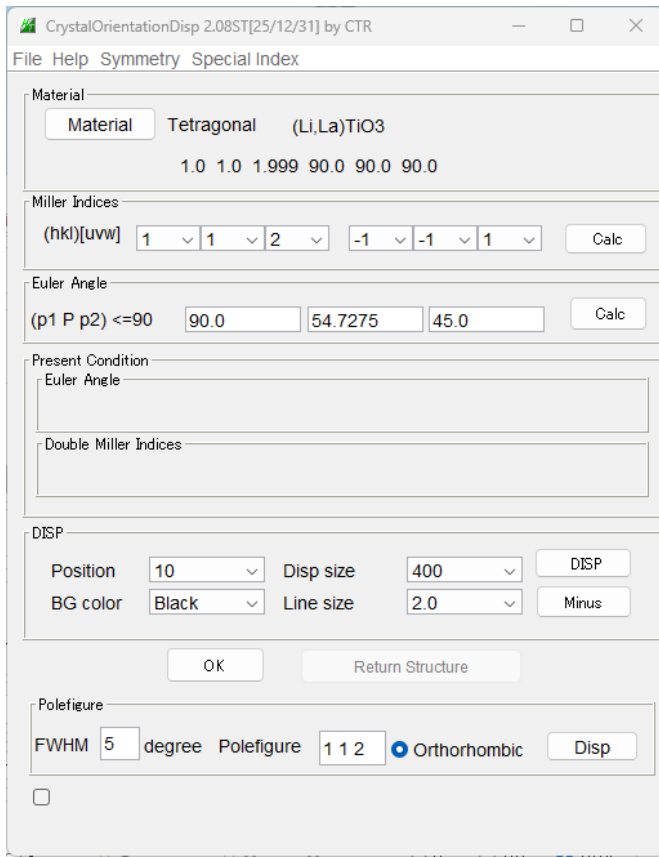 CrystalOrientationDisp 2.08ST[25/12/31] by CTR
File Help Symmetry Special Index
Material
Material Tetragonal (Li,La)TiO3
1.0 1.0 1.999 90.0 90.0 90.0
Miller Indices
(hkl)[uvw] 1 1 2 -1 -1 1 Calc
Euler Angle
(p1 P p2) <=90 90.0 54.7275 45.0 Calc
Present Condition
Euler Angle
Double Miller Indices
DISP
Position 10 Disp size 400 DISP
BG color Black Line size 2.0 Minus
OK Return Structure
Polefigure
FWHM 5 degree Polefigure 1 1 2 Orthorhombic Disp